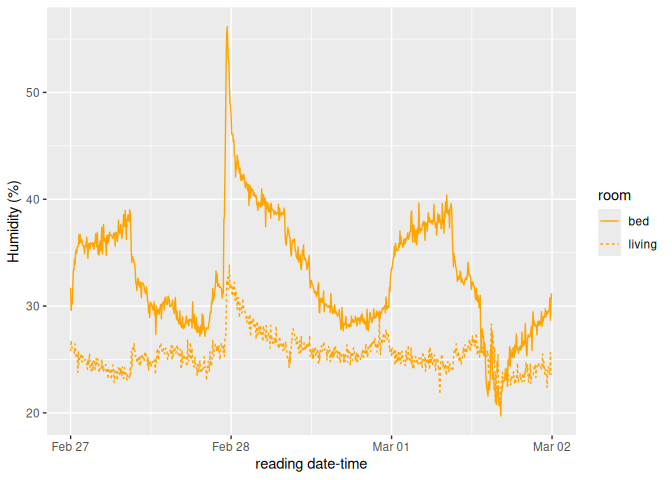 50
40
30
20
Humidity (%)
Feb 27
Feb 28
Mar 01
Mar 02
reading date-time
room
bed
living